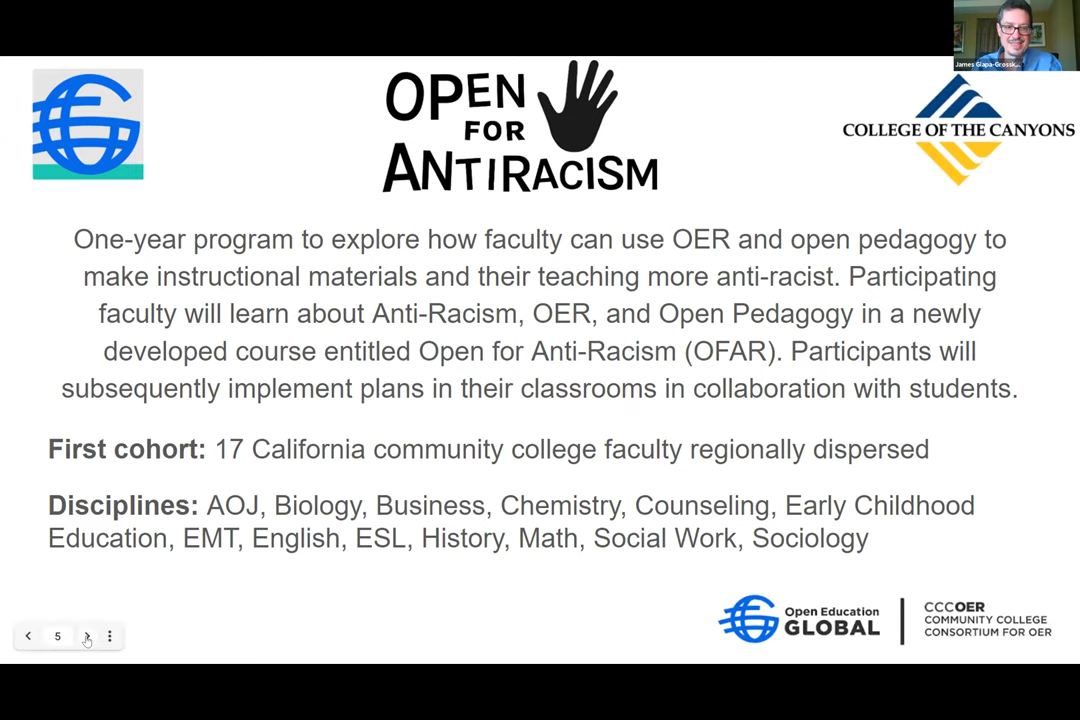 James Glapa-Grossk...
OPEN
FOR
ANTIRACISM
COLLEGE OF THE CANYONS
One-year program to explore how faculty can use OER and open pedagogy to
make instructional materials and their teaching more anti-racist. Participating
faculty will learn about Anti-Racism, OER, and Open Pedagogy in a newly
developed course entitled Open for Anti-Racism (OFAR). Participants will
subsequently implement plans in their classrooms in collaboration with students.
First cohort: 17 California community college faculty regionally dispersed
Disciplines: AOJ, Biology, Business, Chemistry, Counseling, Early Childhood
Education, EMT, English, ESL, History, Math, Social Work, Sociology
5
Open Education
GLOBAL
CCCOER
COMMUNITY COLLEGE
CONSORTIUM FOR OER